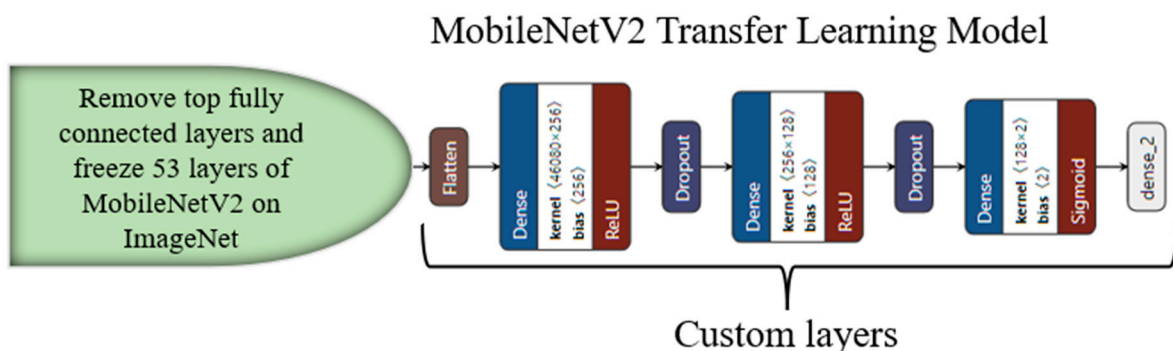 MobileNetV2 Transfer Learning Model
Remove top fully
connected layers and
freeze 53 layers of
MobileNetV2 on
ImageNet
Flatten
Dense
kernel ⟨46080×256⟩
bias ⟨256⟩
ReLU
Dropout
Dense
kernel ⟨256×128⟩
bias ⟨128⟩
ReLU
Dropout
Dense
kernel ⟨128×2⟩
bias ⟨2⟩
Sigmoid
dense_2
Custom layers